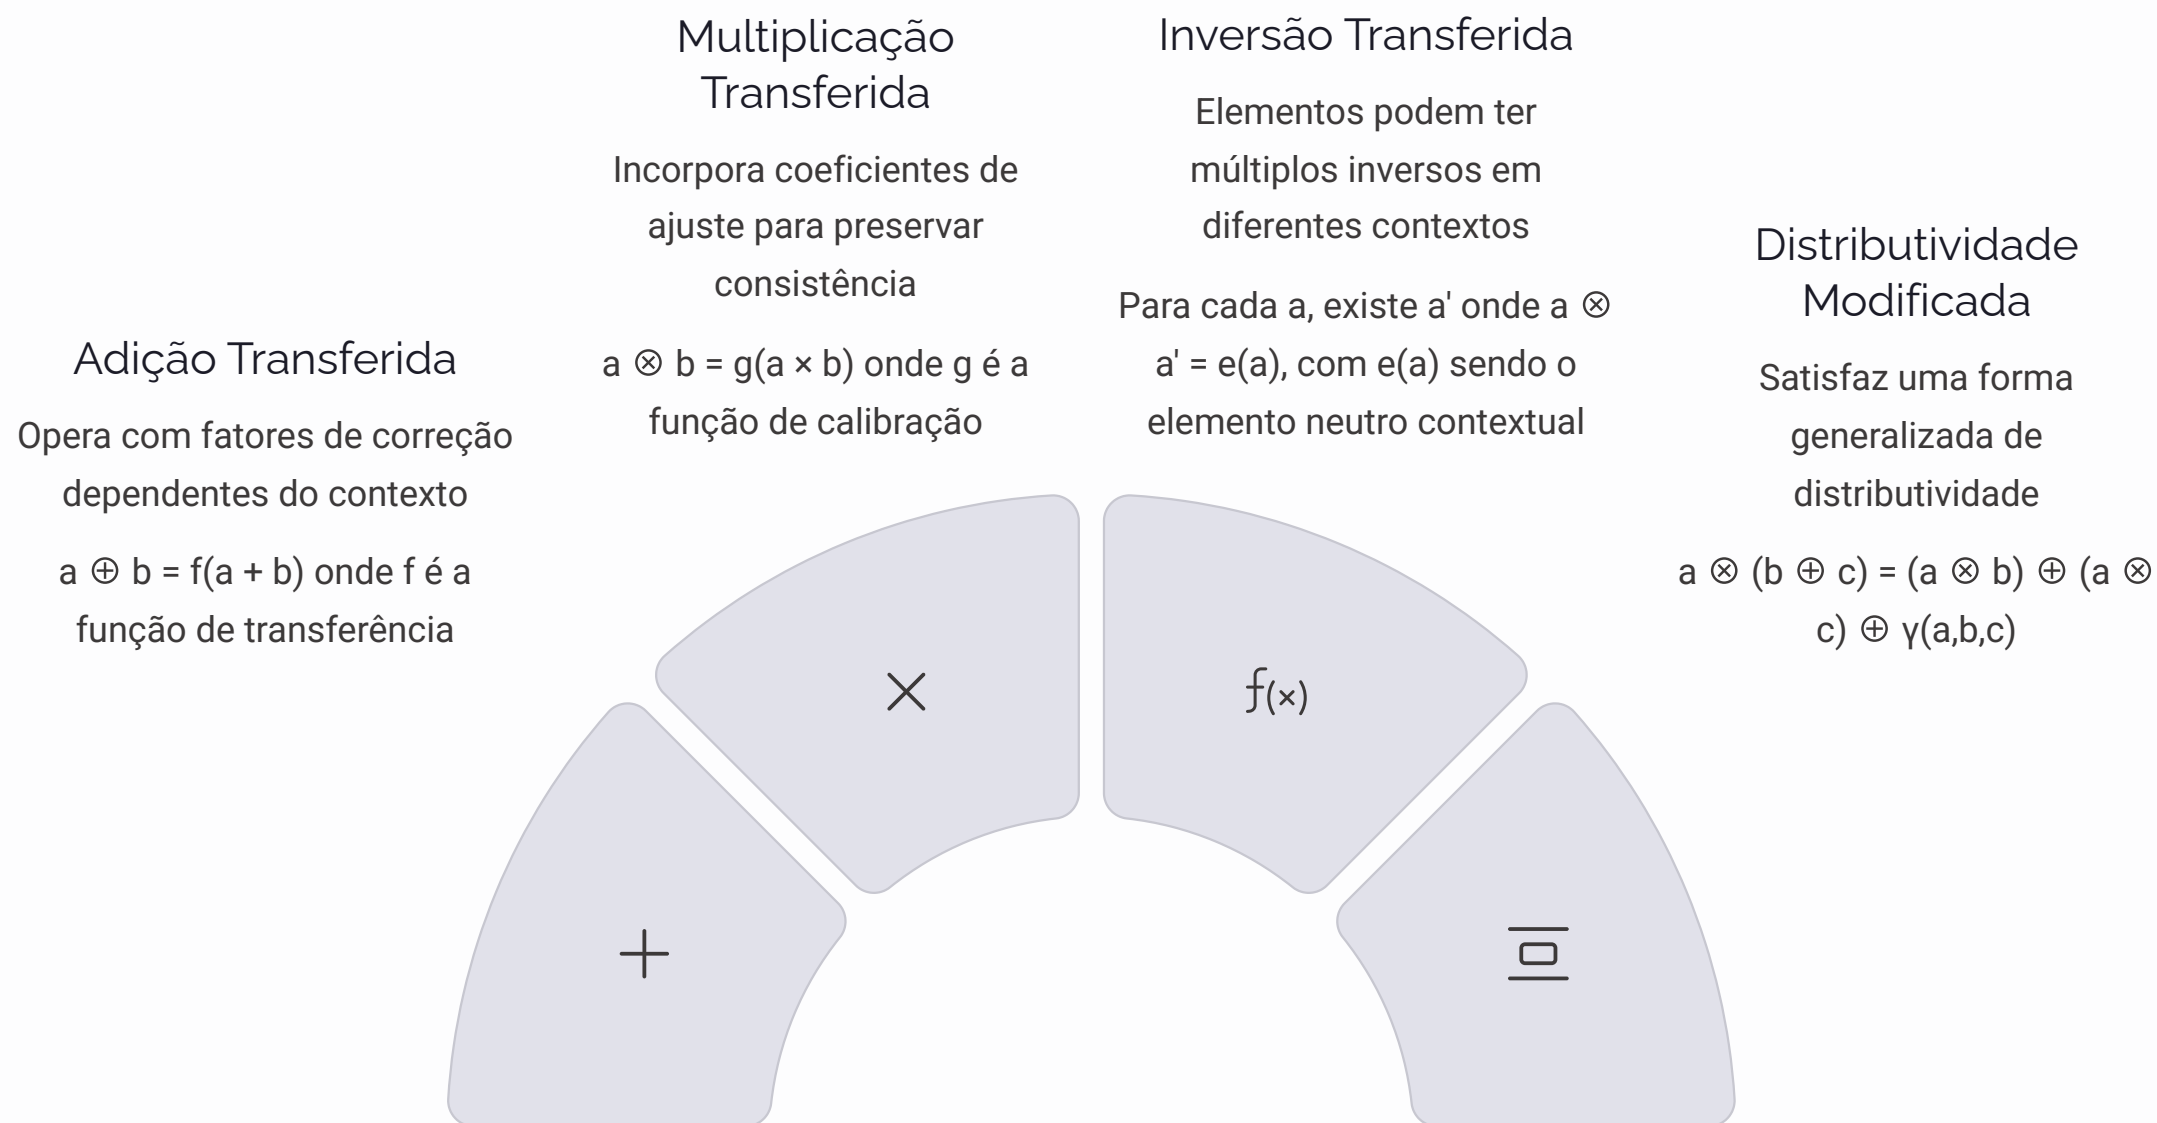 Adição Transferida
Opera com fatores de correção
dependentes do contexto
a ⊕ b = f(a + b) onde f é a
função de transferência
Multiplicação
Transferida
Incorpora coeficientes de
ajuste para preservar
consistência
a ⊗ b = g(a × b) onde g é a
função de calibração
Inversão Transferida
Elementos podem ter
múltiplos inversos em
diferentes contextos
Para cada a, existe a' onde a ⊗
a' = e(a), com e(a) sendo o
elemento neutro contextual
Distributividade
Modificada
Satisfaz uma forma
generalizada de
distributividade
a ⊗ (b ⊕ c) = (a ⊗ b) ⊕ (a ⊗
c) ⊕ γ(a,b,c)
+
×
f(×)